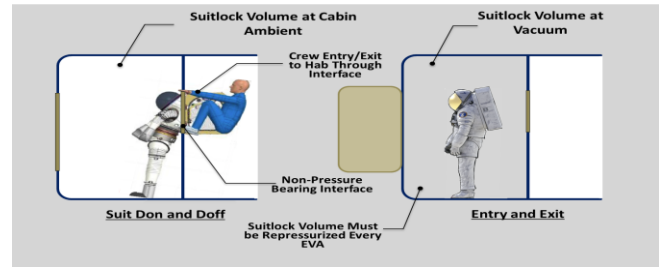 Suitlock Volume at Cabin
Ambient
Suitlock Volume at
Vacuum
Crew Entry/Exit
to Hab Through
Interface
Non-Pressure
Bearing Interface
Suit Don and Doff
Suitlock Volume Must
be Repressurized Every
EVA
Entry and Exit